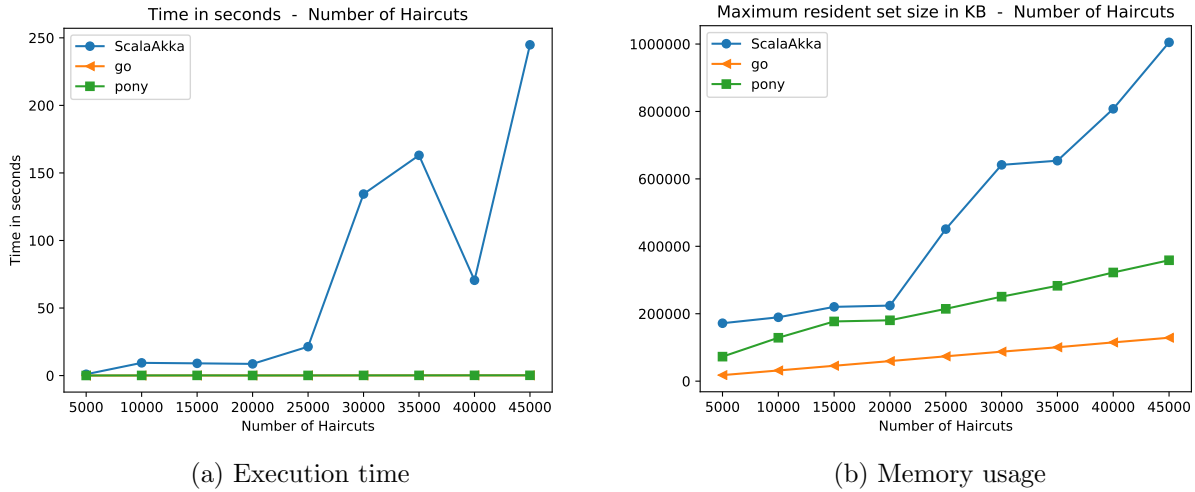 Time in seconds - Number of Haircuts
250
200
150
100
50
0
Time in seconds
ScalaAkka
go
pony
5000 10000 15000 20000 25000 30000 35000 40000 45000
Number of Haircuts
(a) Execution time
Maximum resident set size in KB - Number of Haircuts
1000000
800000
600000
400000
200000
0
ScalaAkka
go
pony
5000 10000 15000 20000 25000 30000 35000 40000 45000
Number of Haircuts
(b) Memory usage